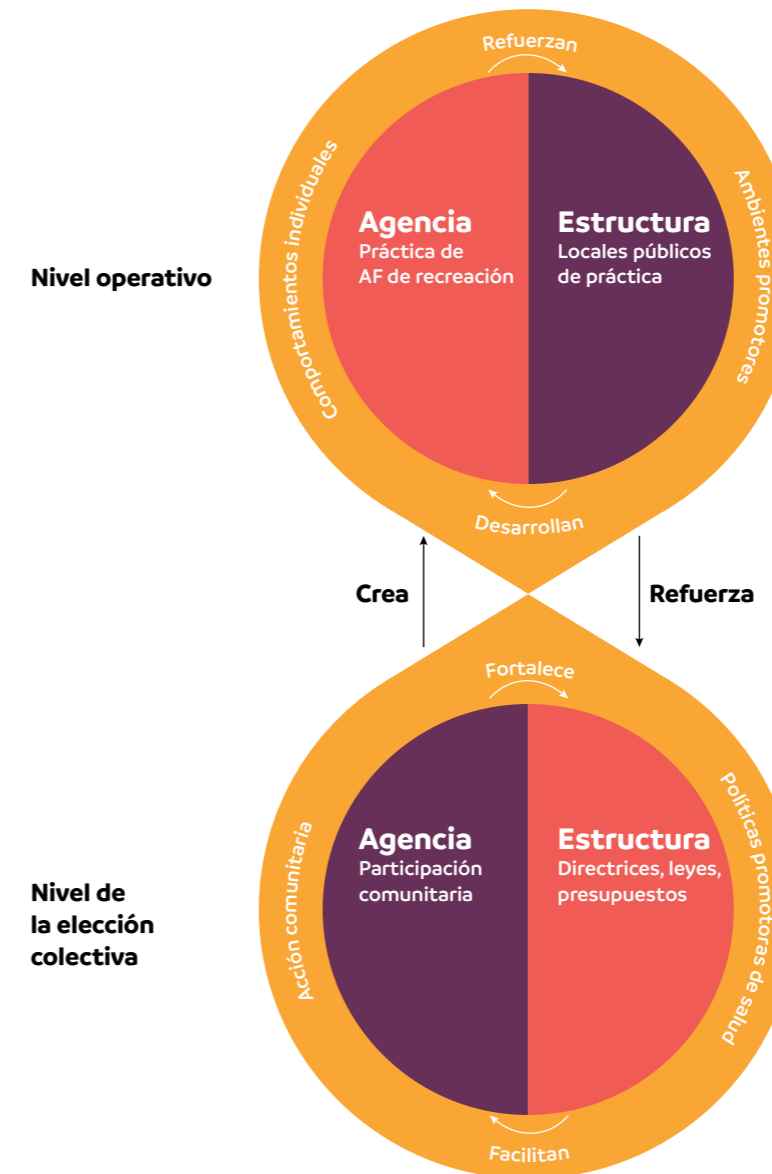 Refuerzan
Comportamientos individuales
Ambientes promotores
Agencia
Práctica de
AF de recreación
Estructura
Locales públicos
de práctica
Nivel operativo
Desarrollan
Crea
Refuerza
Fortalece
Acción comunitaria
Políticas promotoras de salud
Agencia
Participación
comunitaria
Estructura
Directrices, leyes,
presupuestos
Nivel de
la elección
colectiva
Facilitan